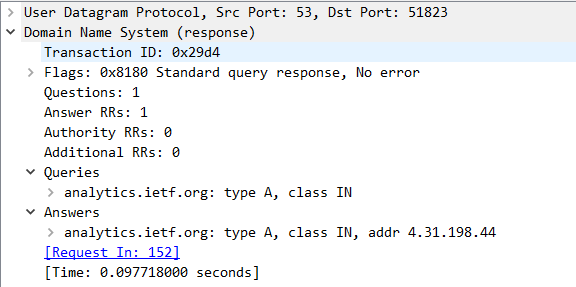 User Datagram Protocol, Src Port: 53, Dst Port: 51823
Domain Name System (response)
Transaction ID: 0x29d4
Flags: 0x8180 Standard query response, No error
Questions: 1
Answer RRs: 1
Authority RRs: 0
Additional RRs: 0
Queries
analytics.ietf.org: type A, class IN
Answers
analytics.ietf.org: type A, class IN, addr 4.31.198.44
[Request In: 152]
[Time: 0.097718000 seconds]